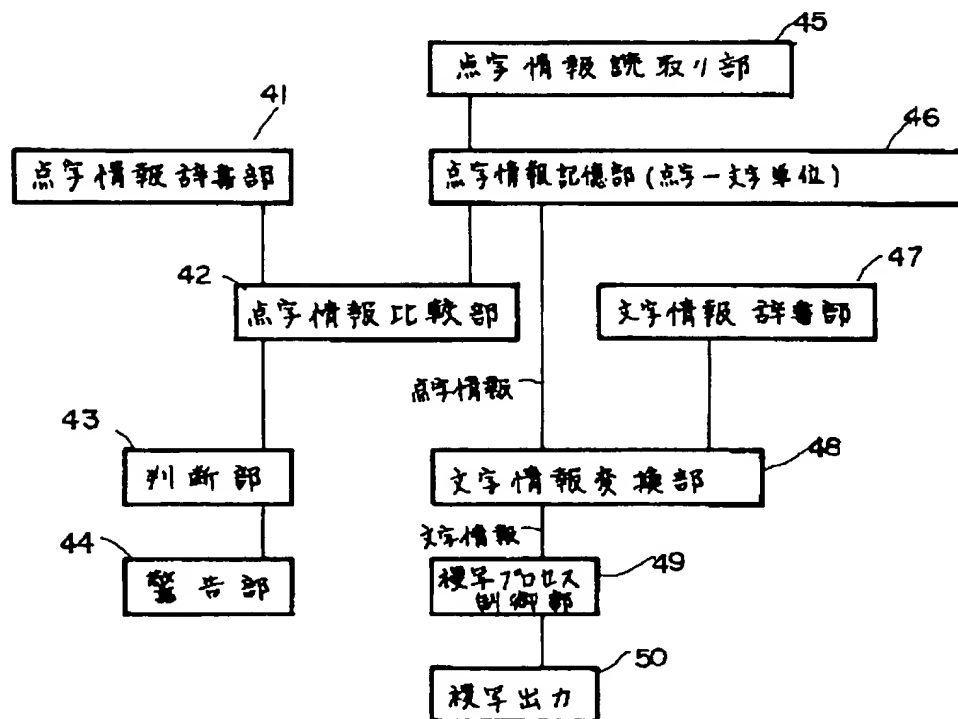 45
点字情報読取り部
41
46
点字情報辞書部
点字情報記憶部(点字一文字単位)
42
47
点字情報比較部
文字情報辞書部
点字情報
43
48
判断部
文字情報変換部
44
文字情報
49
警告部
複写プロセス
制御部
50
複写出力